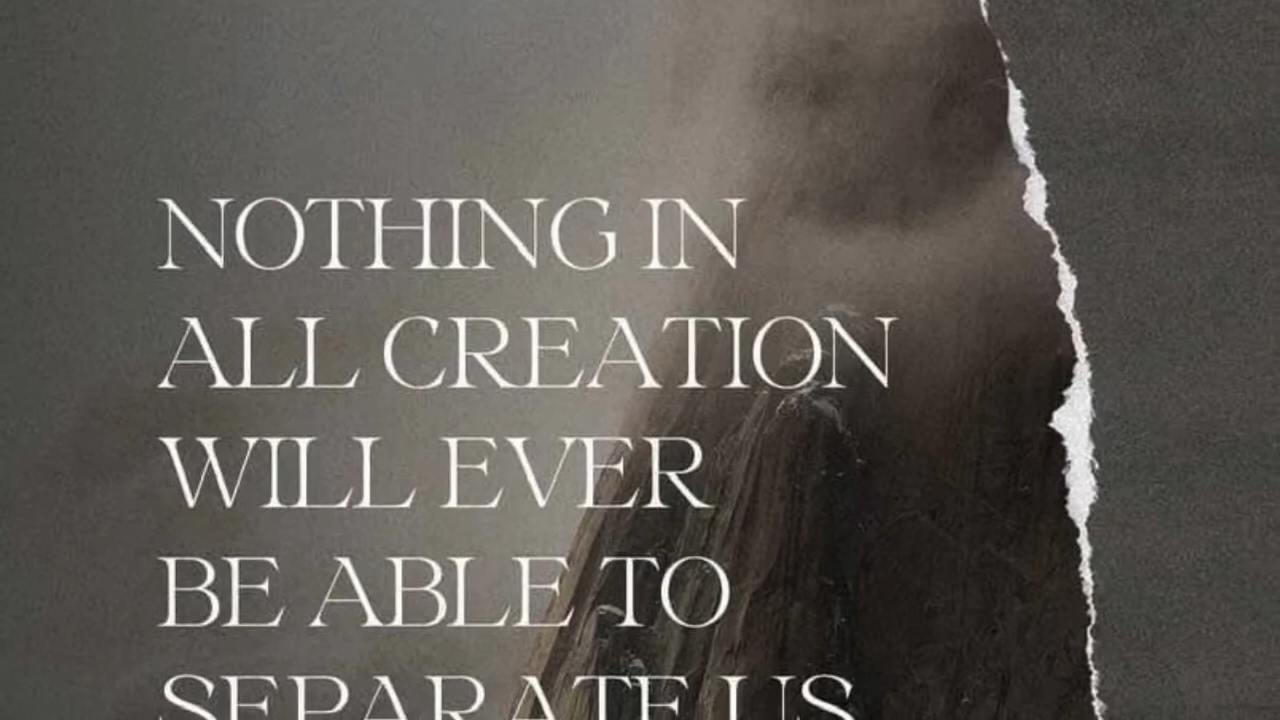 NOTHING IN
ALL CREATION
WILL EVER
BE ABLE TO
SEPARATE US